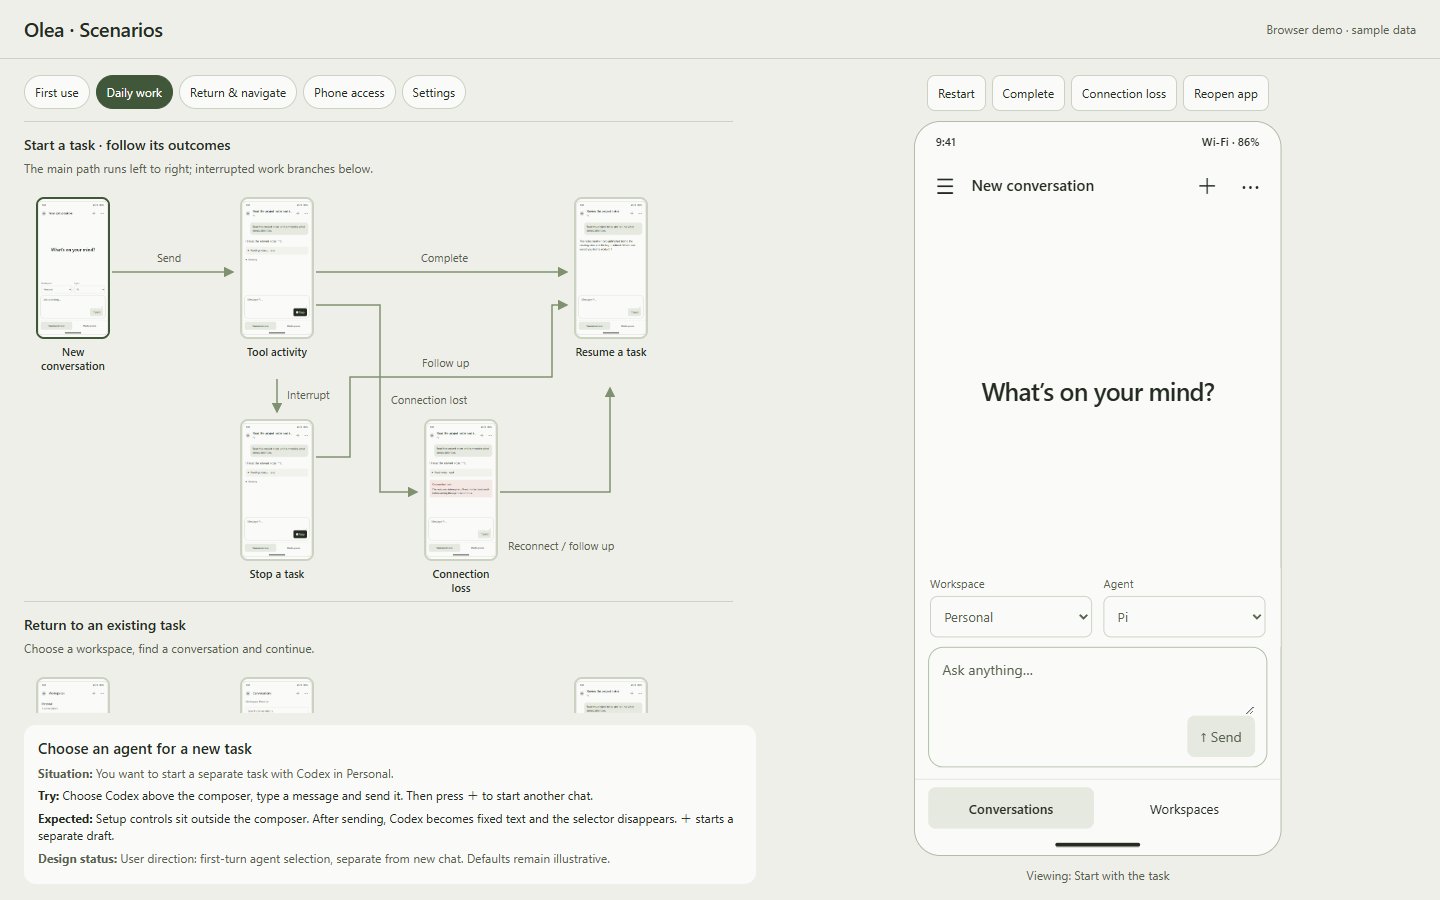 Olea · Scenarios
Browser demo · sample data
First use
Daily work
Return & navigate
Phone access
Settings
Start a task · follow its outcomes
The main path runs left to right; interrupted work branches below.
Send
Complete
New
conversation
Tool activity
Resume a task
Follow up
Interrupt
Connection lost
Reconnect / follow up
Stop a task
Connection
loss
Return to an existing task
Choose a workspace, find a conversation and continue.
Choose an agent for a new task
Situation: You want to start a separate task with Codex in Personal.
Try: Choose Codex above the composer, type a message and send it. Then press + to start another chat.
Expected: Setup controls sit outside the composer. After sending, Codex becomes fixed text and the selector disappears. + starts a
separate draft.
Design status: User direction: first-turn agent selection, separate from new chat. Defaults remain illustrative.
Restart
Complete
Connection loss
Reopen app
9:41
Wi-Fi · 86%
☰ New conversation + ...
What's on your mind?
Workspace
Agent
Personal
Pi
Ask anything...
↑ Send
Conversations
Workspaces
Viewing: Start with the task